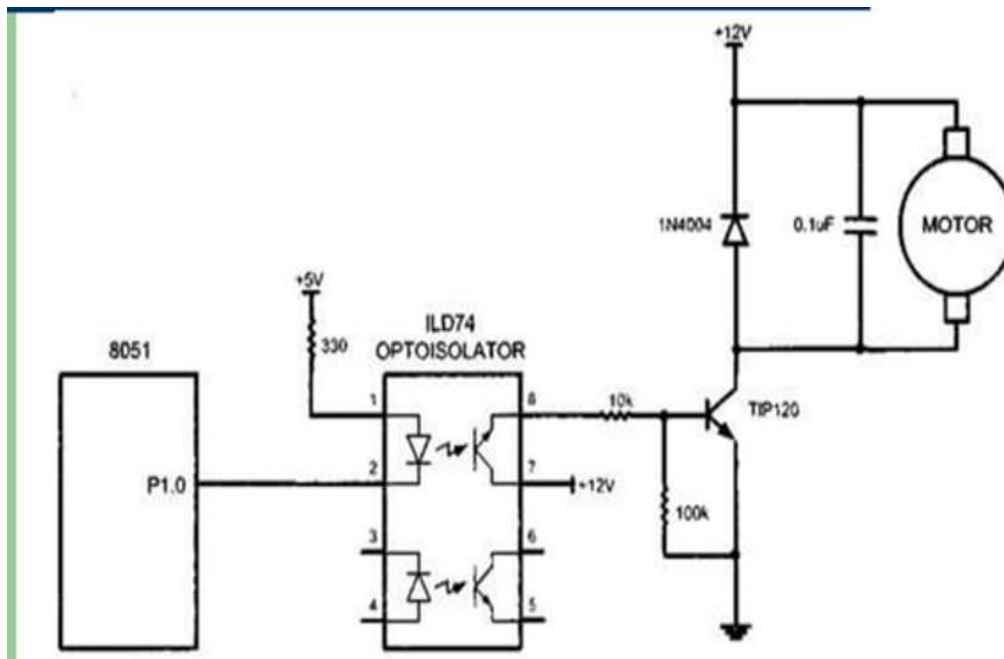 +12V
1N4004
0.1uF
MOTOR
+5V
330
ILD74
OPTOISOLATOR
8051
1
8
10k
TIP120
P1.0
2
7
+12V
100k
3
6
4
5